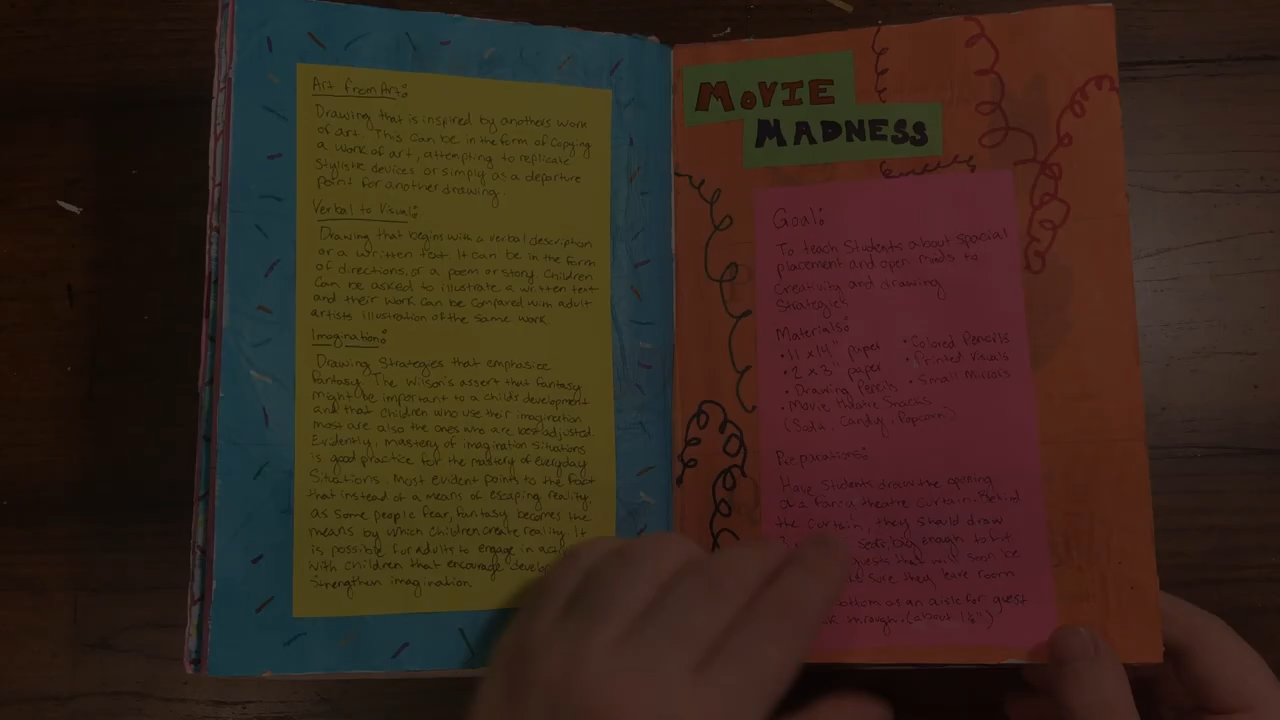 Art from Art:
Drawing that is inspired by anothers work
of art. This can be in the form of copying
a work of art, attempting to replicate
stylistic devices or simply as a departure
point for another drawing
Verbal to Visual:
Drawing that begins with a verbal description
or a written text. It can be in the form
of directions, or a poem or story. Children
can be asked to illustrate a written text
and their work can be compared with adult
artists illustration of the same work.
Imagination:
Drawing Strategies that emphasize
fantasy. The Wilson's assert that fantasy
might be important to a child's development
and that children who use their imagination
most are also the ones who are best adjusted.
Evidently, mastery of imagination situations
is good practice for the mastery of everyday
Situations. Most evident points to the fact
that instead of a means of escaping reality,
as some people fear, fantasy becomes the
means by which children create reality. It
is possible for adults to engage in
with children that encourage
Strengthen imagination.
MOVIE
MADNESS
Goal:
To teach Students about spacial
placement and open minds to
Creativity and drawing
Strategies
Materials:
• 11 x 14" paper
• 2 x 3" paper
• Drawing Pencils
• Movie theatre Snacks
(Soda, Candy, Popcorn)
• Colored Pencils
• Printed Visuals
• Small Mirrors
Preparations:
Have Students draw the opening
of a fancy theatre Curtain. Behind
the Curtain, they should draw
big enough to put
guests that will soon be
sure they leave room
bottom as an aisle for guest
through. (about 1½")